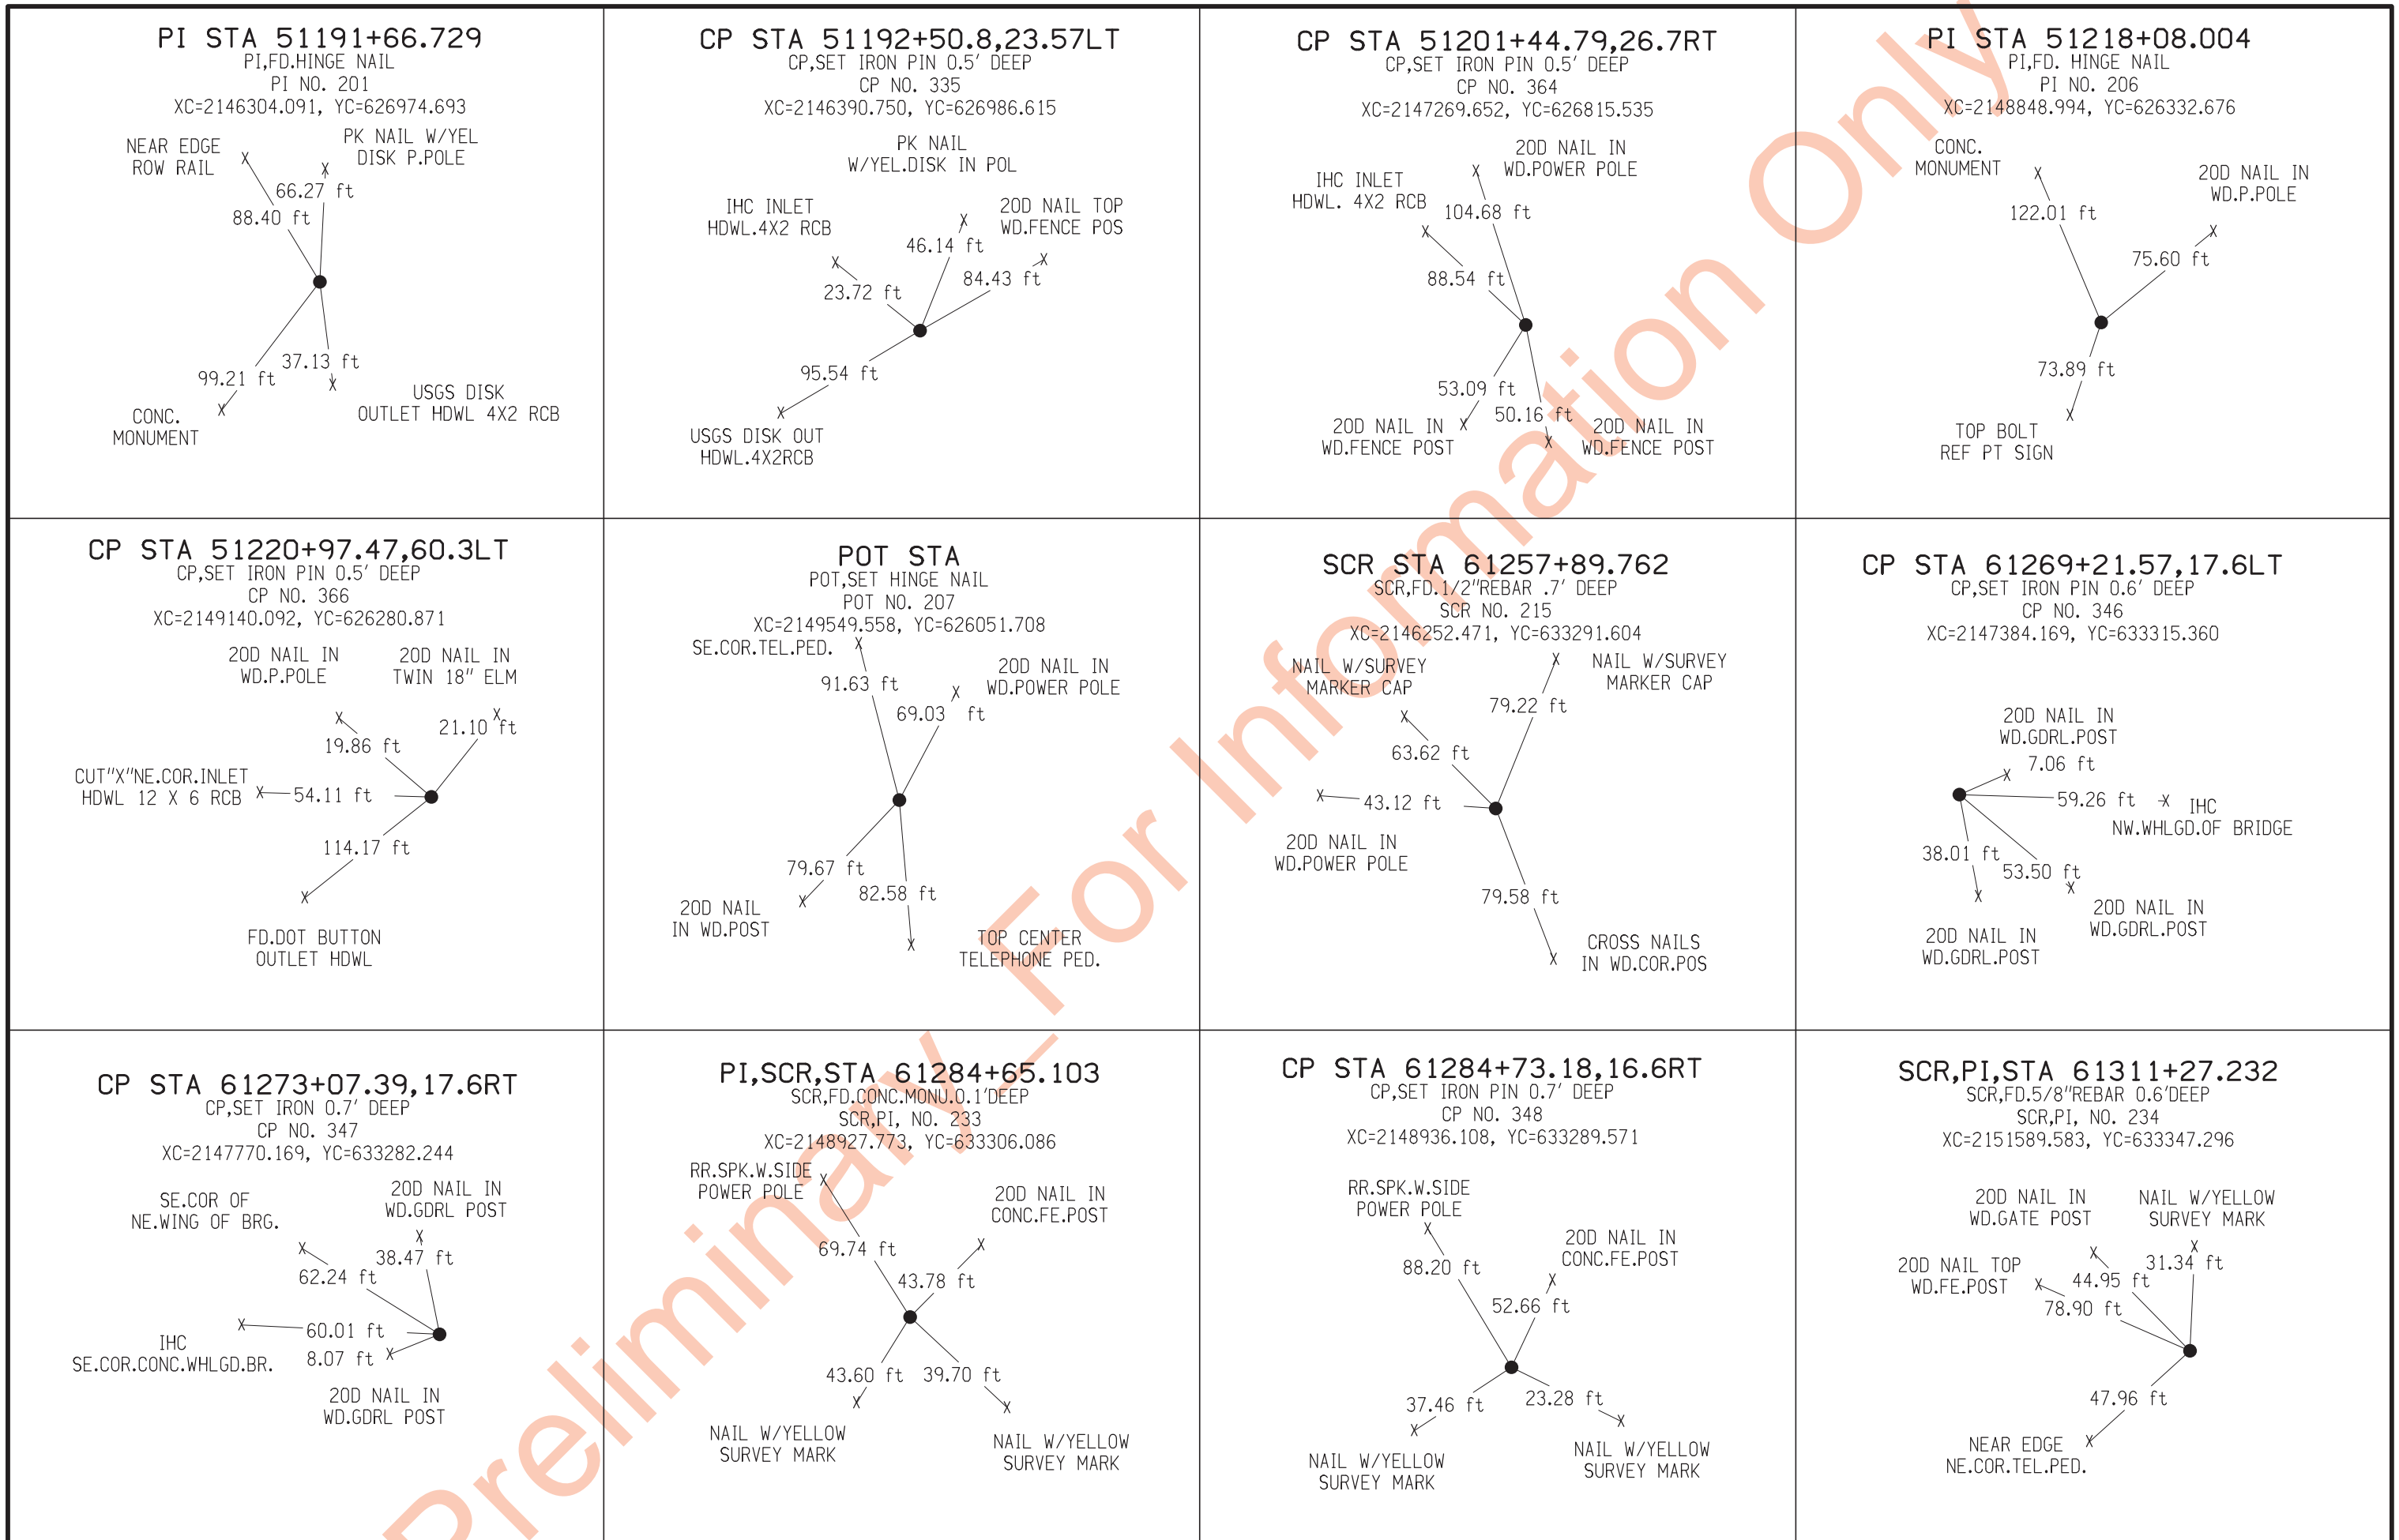 PI STA 51191+66.729
PI,FD.HINGE NAIL
PI NO. 201
XC=2146304.091, YC=626974.693
NEAR EDGE
ROW RAIL
PK NAIL W/YEL
DISK P.POLE
66.27 ft
88.40 ft
37.13 ft
99.21 ft
USGS DISK
OUTLET HDWL 4X2 RCB
CONC.
MONUMENT
CP STA 51192+50.8,23.57LT
CP,SET IRON PIN 0.5' DEEP
CP NO. 335
XC=2146390.750, YC=626986.615
PK NAIL
W/YEL.DISK IN POL
IHC INLET
HDWL.4X2 RCB
20D NAIL TOP
WD.FENCE POS
46.14 ft
84.43 ft
23.72 ft
95.54 ft
USGS DISK OUT
HDWL.4X2RCB
CP STA 51201+44.79,26.7RT
CP,SET IRON PIN 0.5' DEEP
CP NO. 364
XC=2147269.652, YC=626815.535
20D NAIL IN
WD.POWER POLE
IHC INLET
HDWL. 4X2 RCB
104.68 ft
88.54 ft
53.09 ft
50.16 ft
20D NAIL IN
WD.FENCE POST
20D NAIL IN
WD.FENCE POST
PI STA 51218+08.004
PI,FD. HINGE NAIL
PI NO. 206
XC=2148848.994, YC=626332.676
CONC.
MONUMENT
20D NAIL IN
WD.P.POLE
122.01 ft
75.60 ft
73.89 ft
TOP BOLT
REF PT SIGN
CP STA 51220+97.47,60.3LT
CP,SET IRON PIN 0.5' DEEP
CP NO. 366
XC=2149140.092, YC=626280.871
20D NAIL IN
WD.P.POLE
20D NAIL IN
TWIN 18" ELM
21.10 ft
19.86 ft
CUT"X"NE.COR.INLET
HDWL 12 X 6 RCB
54.11 ft
114.17 ft
FD.DOT BUTTON
OUTLET HDWL
POT STA
POT,SET HINGE NAIL
POT NO. 207
XC=2149549.558, YC=626051.708
SE.COR.TEL.PED.
20D NAIL IN
WD.POWER POLE
91.63 ft
69.03 ft
79.67 ft
82.58 ft
20D NAIL
IN WD.POST
TOP CENTER
TELEPHONE PED.
SCR STA 61257+89.762
SCR,FD.1/2"REBAR .7' DEEP
SCR NO. 215
XC=2146252.471, YC=633291.604
NAIL W/SURVEY
MARKER CAP
NAIL W/SURVEY
MARKER CAP
79.22 ft
63.62 ft
43.12 ft
20D NAIL IN
WD.POWER POLE
79.58 ft
CROSS NAILS
IN WD.COR.POS
CP STA 61269+21.57,17.6LT
CP,SET IRON PIN 0.6' DEEP
CP NO. 346
XC=2147384.169, YC=633315.360
20D NAIL IN
WD.GDRL.POST
7.06 ft
59.26 ft
IHC
NW.WHLGD.OF BRIDGE
38.01 ft
53.50 ft
20D NAIL IN
WD.GDRL.POST
20D NAIL IN
WD.GDRL.POST
CP STA 61273+07.39,17.6RT
CP,SET IRON 0.7' DEEP
CP NO. 347
XC=2147770.169, YC=633282.244
SE.COR OF
NE.WING OF BRG.
20D NAIL IN
WD.GDRL POST
38.47 ft
62.24 ft
60.01 ft
IHC
SE.COR.CONC.WHLGD.BR.
8.07 ft
20D NAIL IN
WD.GDRL POST
PI,SCR,STA 61284+65.103
SCR,FD.CONC.MONU.0.1'DEEP
SCR,PI, NO. 233
XC=2148927.773, YC=633306.086
RR.SPK.W.SIDE
POWER POLE
20D NAIL IN
CONC.FE.POST
69.74 ft
43.78 ft
43.60 ft
39.70 ft
NAIL W/YELLOW
SURVEY MARK
NAIL W/YELLOW
SURVEY MARK
CP STA 61284+73.18,16.6RT
CP,SET IRON PIN 0.7' DEEP
CP NO. 348
XC=2148936.108, YC=633289.571
RR.SPK.W.SIDE
POWER POLE
20D NAIL IN
CONC.FE.POST
88.20 ft
52.66 ft
37.46 ft
23.28 ft
NAIL W/YELLOW
SURVEY MARK
NAIL W/YELLOW
SURVEY MARK
SCR,PI,STA 61311+27.232
SCR,FD.5/8"REBAR 0.6'DEEP
SCR,PI, NO. 234
XC=2151589.583, YC=633347.296
20D NAIL IN
WD.GATE POST
NAIL W/YELLOW
SURVEY MARK
20D NAIL TOP
WD.FE.POST
31.34 ft
44.95 ft
78.90 ft
47.96 ft
NEAR EDGE
NE.COR.TEL.PED.
Preliminary_For Information Only